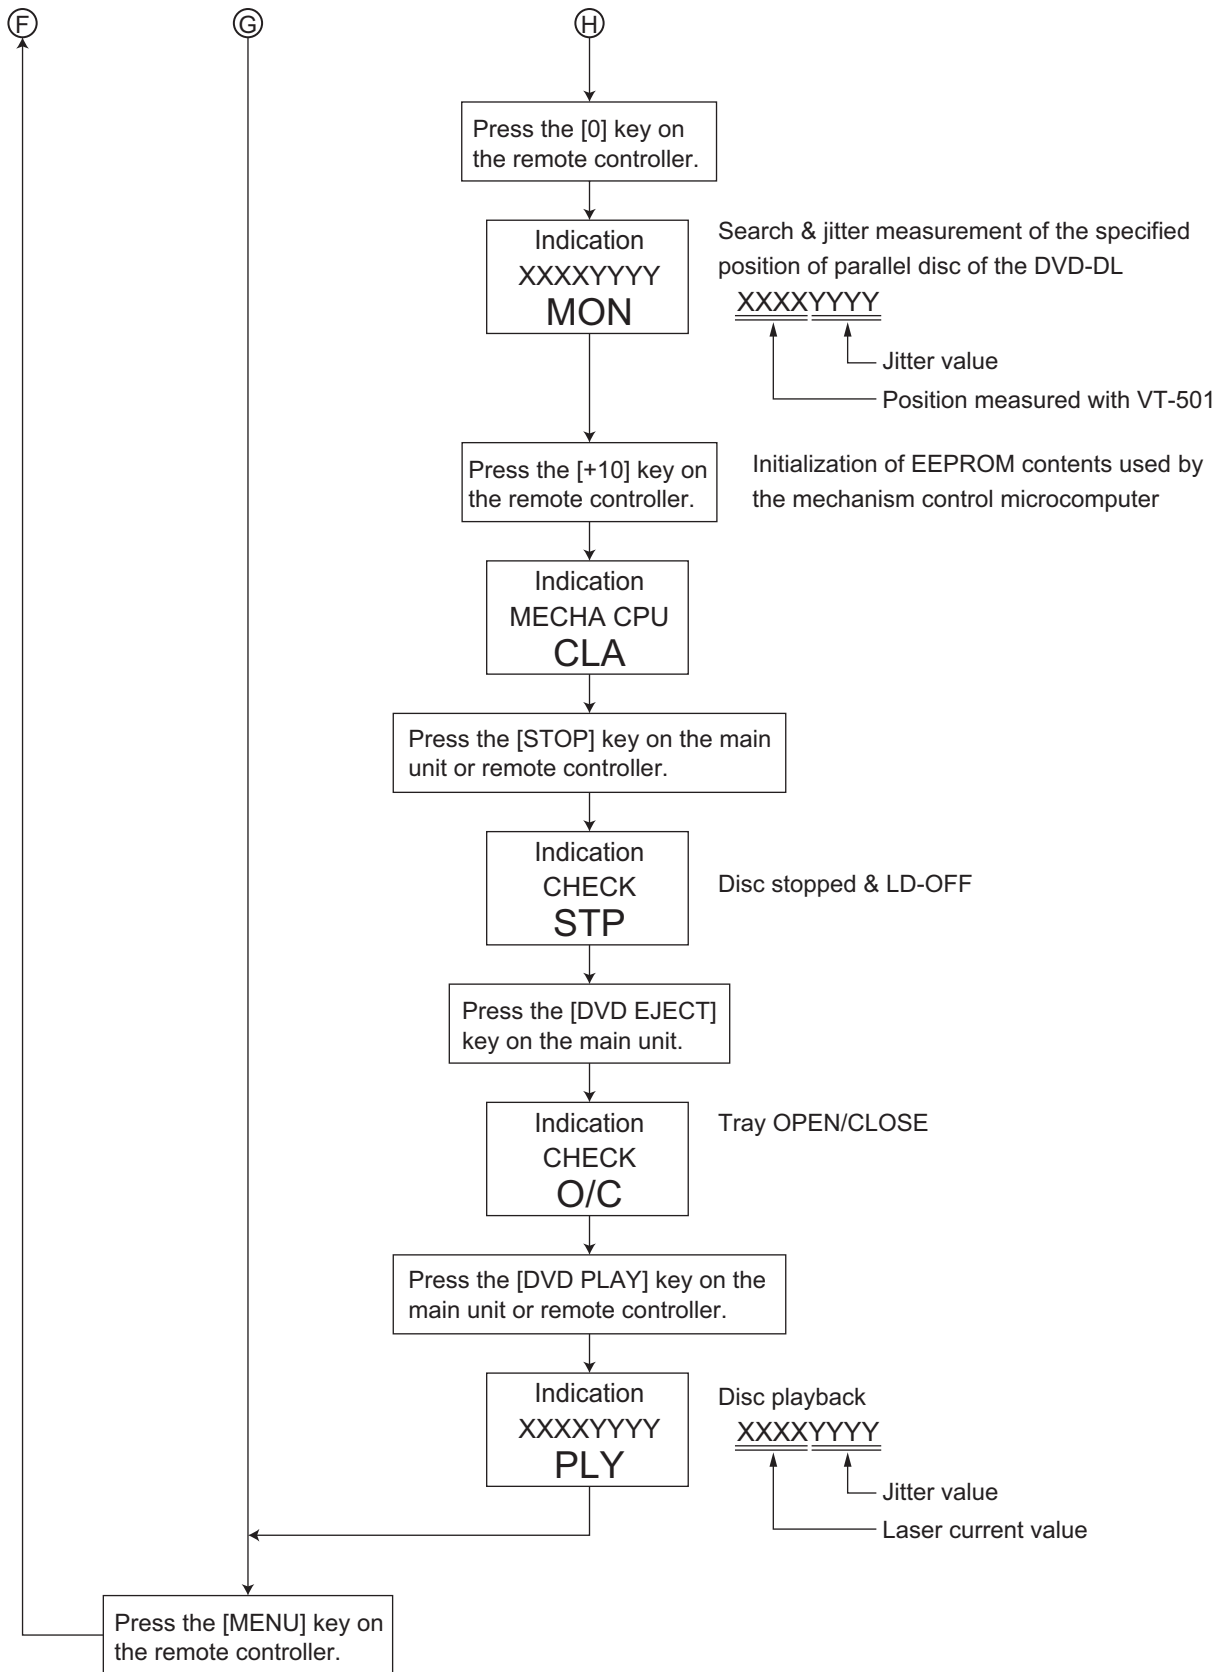 F
G
H
Press the [0] key on
the remote controller.
Indication
XXXXYYYY
MON
Search & jitter measurement of the specified
position of parallel disc of the DVD-DL
XXXXYYYY
Jitter value
Position measured with VT-501
Press the [+10] key on
the remote controller.
Initialization of EEPROM contents used by
the mechanism control microcomputer
Indication
MECHA CPU
CLA
Press the [STOP] key on the main
unit or remote controller.
Indication
CHECK
STP
Disc stopped & LD-OFF
Press the [DVD EJECT]
key on the main unit.
Indication
CHECK
O/C
Tray OPEN/CLOSE
Press the [DVD PLAY] key on the
main unit or remote controller.
Indication
XXXXYYYY
PLY
Disc playback
XXXXYYYY
Jitter value
Laser current value
Press the [MENU] key on
the remote controller.